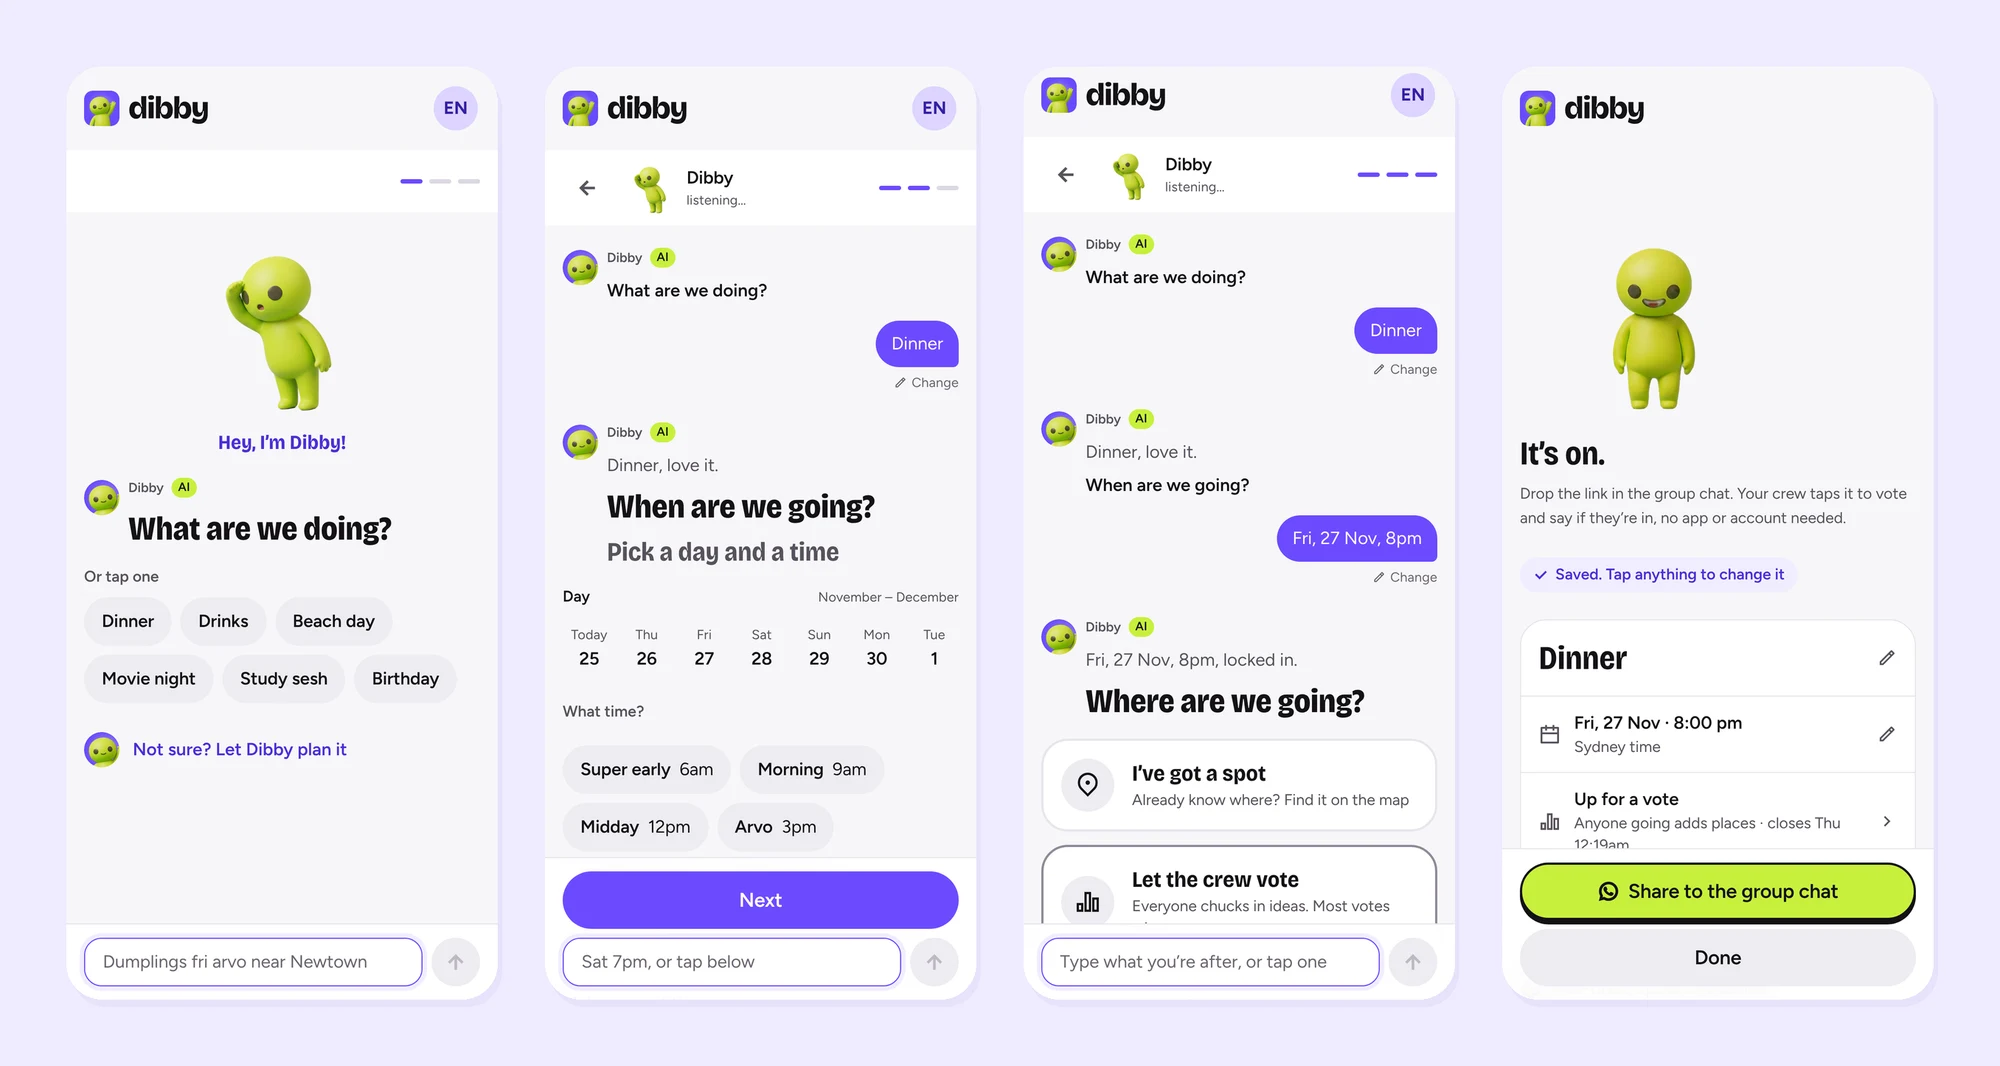 dibby
EN
Hey, I'm Dibby!
Dibby AI
What are we doing?
Or tap one
Dinner
Drinks
Beach day
Movie night
Study sesh
Birthday
Not sure? Let Dibby plan it
Dumplings fri arvo near Newtown
dibby
EN
Dibby
listening...
Dibby AI
What are we doing?
Dinner
Change
Dibby AI
Dinner, love it.
When are we going?
Pick a day and a time
Day November – December
Today Thu Fri Sat Sun Mon Tue
25 26 27 28 29 30 1
What time?
Super early 6am
Morning 9am
Midday 12pm
Arvo 3pm
Next
Sat 7pm, or tap below
dibby
EN
Dibby
listening...
Dibby AI
What are we doing?
Dinner
Change
Dibby AI
Dinner, love it.
When are we going?
Fri, 27 Nov, 8pm
Change
Dibby AI
Fri, 27 Nov, 8pm, locked in.
Where are we going?
I've got a spot
Already know where? Find it on the map
Let the crew vote
Everyone chucks in ideas. Most votes
Type what you're after, or tap one
dibby
It's on.
Drop the link in the group chat. Your crew taps it to vote
and say if they're in, no app or account needed.
Saved. Tap anything to change it
Dinner
Fri, 27 Nov · 8:00 pm
Sydney time
Up for a vote
Anyone going adds places · closes Thu
12:19am
Share to the group chat
Done